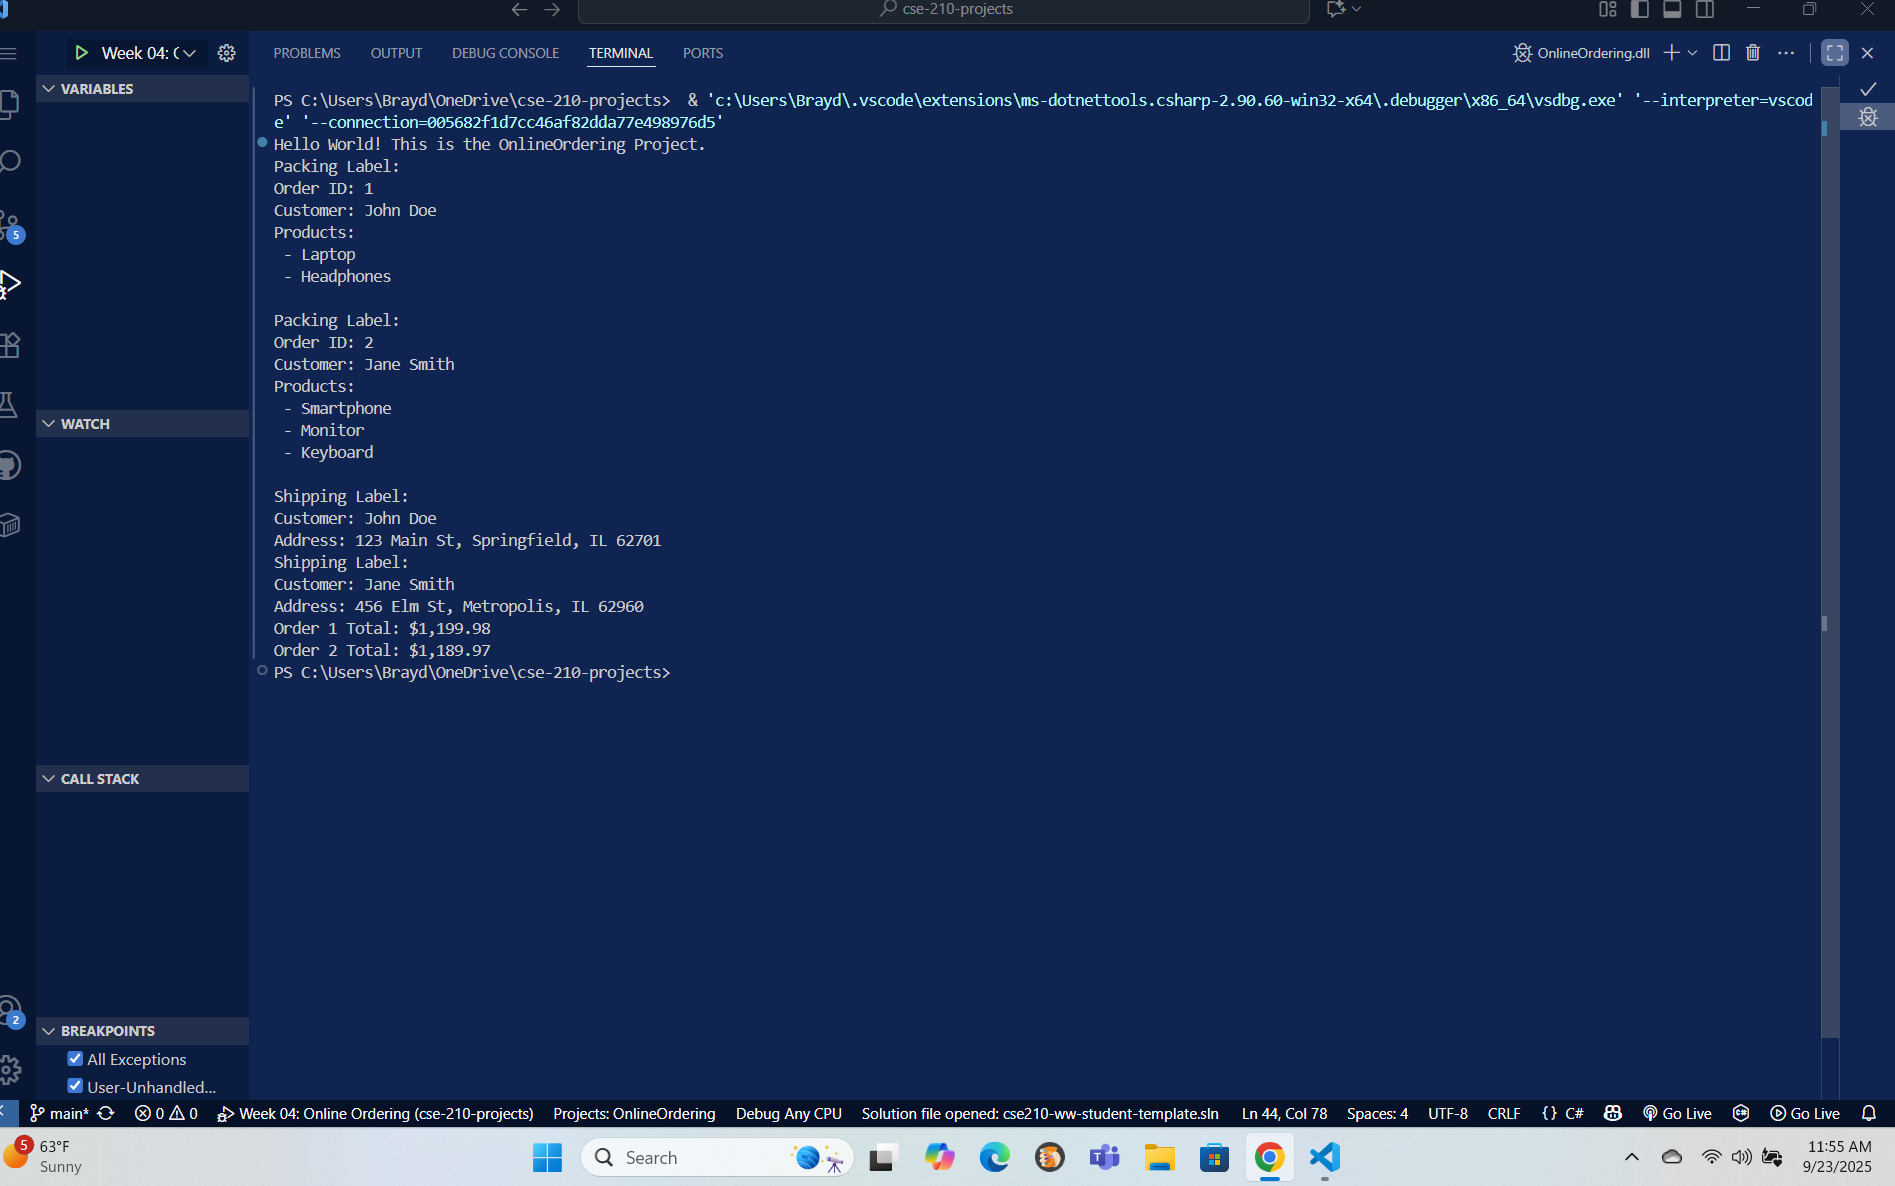 cse-210-projects
Week 04: C
PROBLEMS OUTPUT DEBUG CONSOLE TERMINAL PORTS
OnlineOrdering.dll
VARIABLES
PS C:\Users\Brayd\OneDrive\cse-210-projects>  & 'c:\Users\Brayd\.vscode\extensions\ms-dotnettools.csharp-2.90.60-win32-x64\.debugger\x86_64\vsdbg.exe' '--interpreter=vscod
e' '--connection=005682f1d7cc46af82dda77e498976d5'
Hello World! This is the OnlineOrdering Project.
Packing Label:
Order ID: 1
Customer: John Doe
Products:
 - Laptop
 - Headphones
Packing Label:
Order ID: 2
Customer: Jane Smith
Products:
 - Smartphone
 - Monitor
 - Keyboard
Shipping Label:
Customer: John Doe
Address: 123 Main St, Springfield, IL 62701
Shipping Label:
Customer: Jane Smith
Address: 456 Elm St, Metropolis, IL 62960
Order 1 Total: $1,199.98
Order 2 Total: $1,189.97
PS C:\Users\Brayd\OneDrive\cse-210-projects>
WATCH
CALL STACK
BREAKPOINTS
All Exceptions
User-Unhandled...
5
2
main* 0 0 Week 04: Online Ordering (cse-210-projects) Projects: OnlineOrdering Debug Any CPU Solution file opened: cse210-ww-student-template.sln Ln 44, Col 78 Spaces: 4 UTF-8 CRLF {} C# Go Live Go Live
5
63°F
Sunny
Search
11:55 AM
9/23/2025